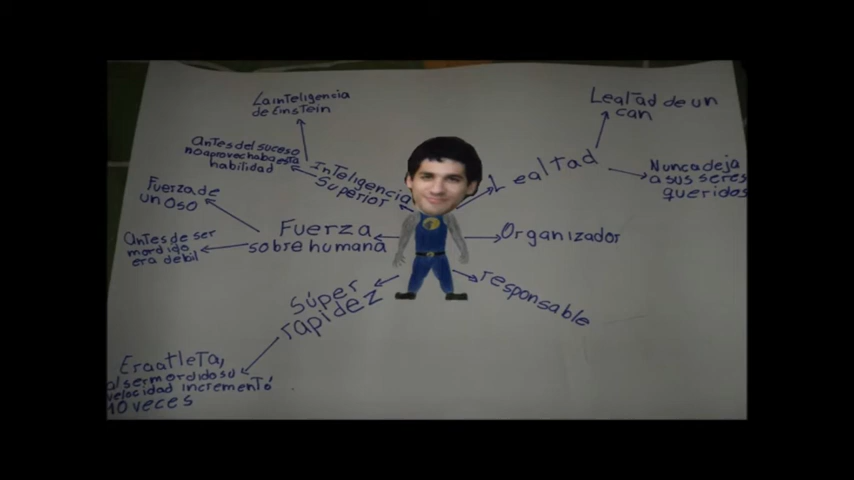 La inteligencia
de Einstein
Antes del suceso
no aprovechaba esta
habilidad
Inteligencia
Superior
Fuerza de
un oso
Antes de ser
mordido
era debil
Fuerza
sobre humana
Súper
rapidez
Era atleta,
al ser mordido su
velocidad incrementó
10 veces
Lealtad
Lealtad de un
can
Nunca deja
a sus seres
queridos
Organizador
responsable